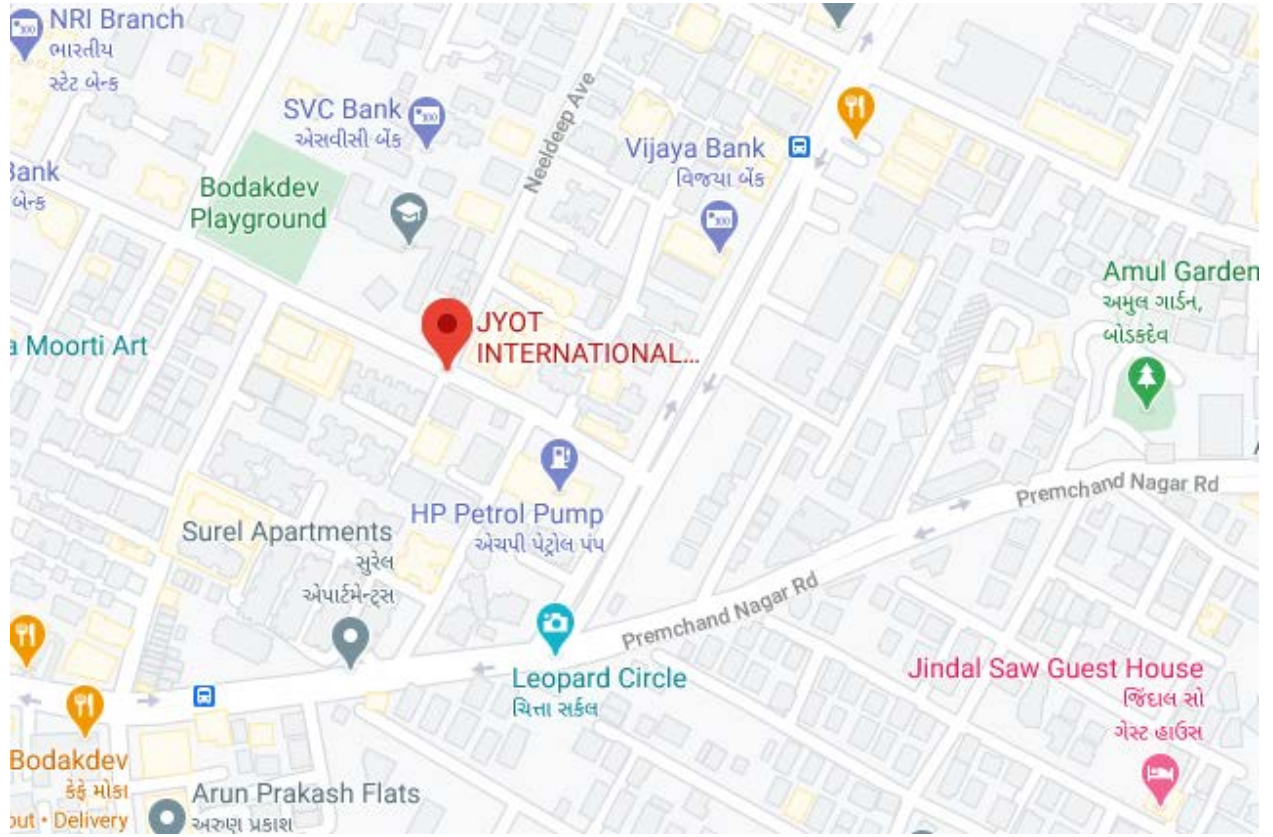 NRI Branch
ભારતીય
સ્ટેટ બેન્ક
SVC Bank
એસવીસી બેંક
Neeldeep Ave
Vijaya Bank
વિજયા બેંક
Bank
બેન્ક
Bodakdev
Playground
Amul Garden
અમુલ ગાર્ડન,
બોડકદેવ
JYOT
INTERNATIONAL...
a Moorti Art
HP Petrol Pump
એચપી પેટ્રોલ પંપ
Premchand Nagar Rd
Surel Apartments
સુરેલ
એપાર્ટમેન્ટ્સ
Premchand Nagar Rd
Leopard Circle
ચિત્તા સર્કલ
Jindal Saw Guest House
જિંદાલ સો
ગેસ્ટ હાઉસ
Bodakdev
કેફે મોકા
out • Delivery
Arun Prakash Flats
અરુણ પ્રકાશ